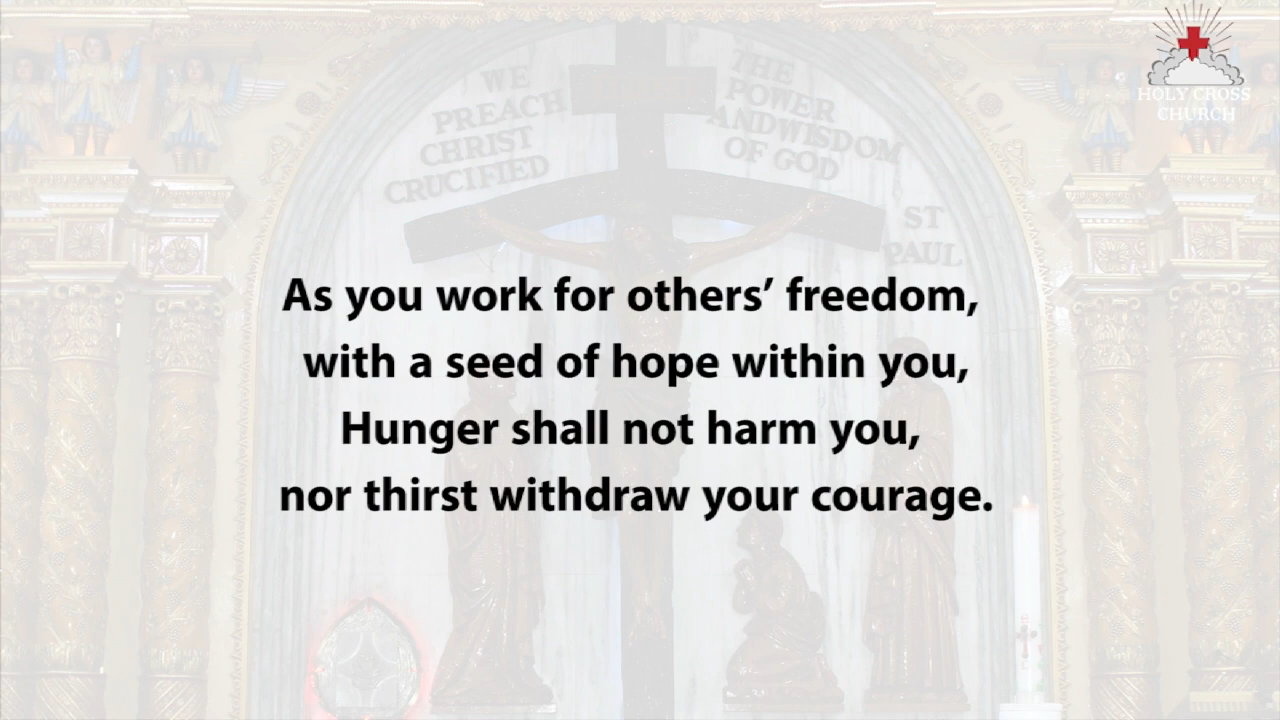 HOLY CROSS
CHURCH
WE
PREACH
CHRIST
CRUCIFIED
THE
POWER
ANDWISDOM
OF GOD
ST
PAUL
As you work for others’ freedom,
with a seed of hope within you,
Hunger shall not harm you,
nor thirst withdraw your courage.